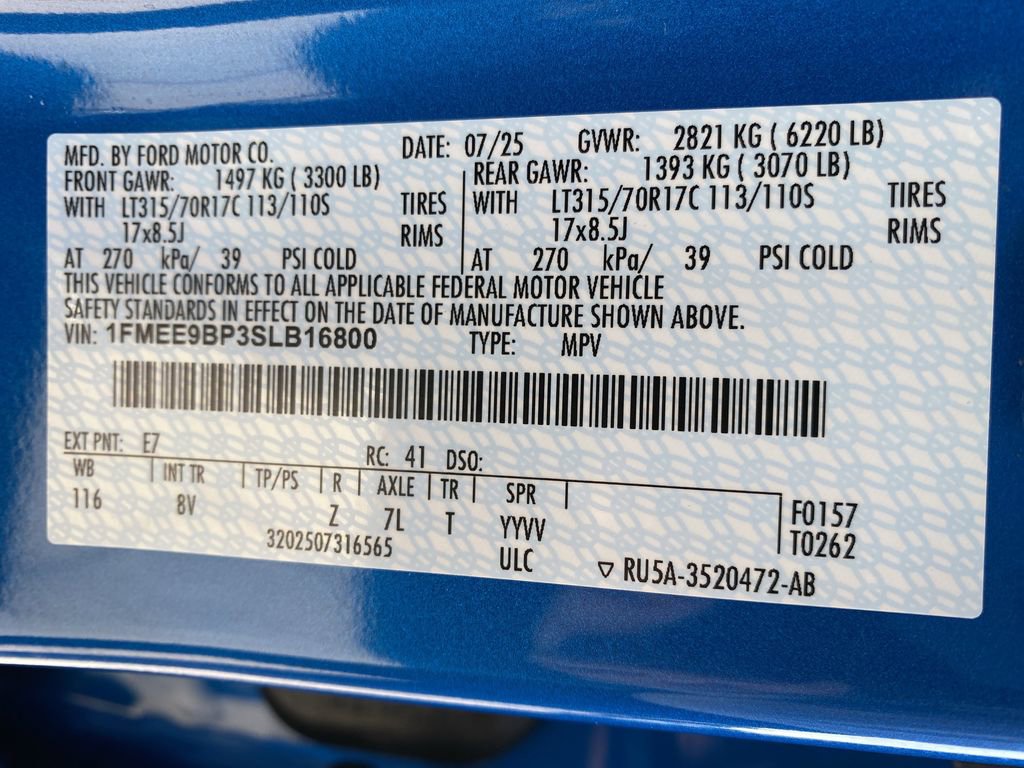 MFD. BY FORD MOTOR CO. DATE: 07/25 GVWR: 2821 KG ( 6220 LB)
FRONT GAWR: 1497 KG ( 3300 LB) REAR GAWR: 1393 KG ( 3070 LB)
WITH LT315/70R17C 113/110S TIRES WITH LT315/70R17C 113/110S TIRES
17x8.5J RIMS 17x8.5J RIMS
AT 270 kPa/ 39 PSI COLD AT 270 kPa/ 39 PSI COLD
THIS VEHICLE CONFORMS TO ALL APPLICABLE FEDERAL MOTOR VEHICLE
SAFETY STANDARDS IN EFFECT ON THE DATE OF MANUFACTURE SHOWN ABOVE.
VIN: 1FMEE9BP3SLB16800 TYPE: MPV
EXT PNT: E7 RC: 41 DSO:
WB INT TR TP/PS R AXLE TR SPR
116 8V Z 7L T YYVV F0157
3202507316565 ULC T0262
▽ RU5A-3520472-AB